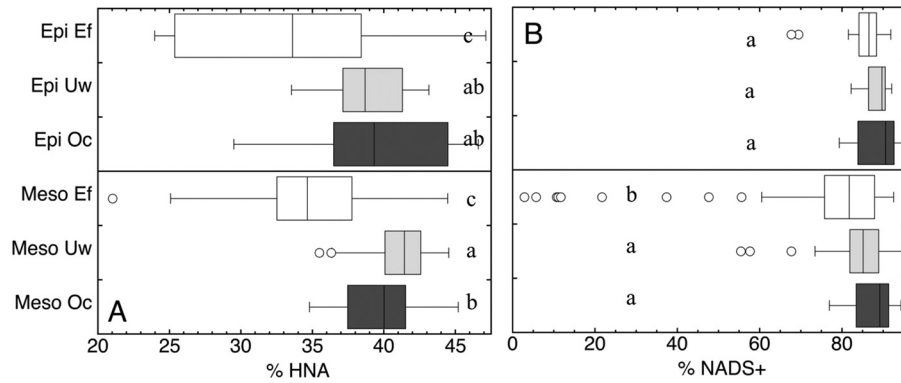 Epi Ef
Epi Uw
Epi Oc
Meso Ef
Meso Uw
Meso Oc
c
ab
ab
c
a
b
A
20 25 30 35 40 45
% HNA
B
a
a
a
b
a
a
0 20 40 60 80
% NADS+